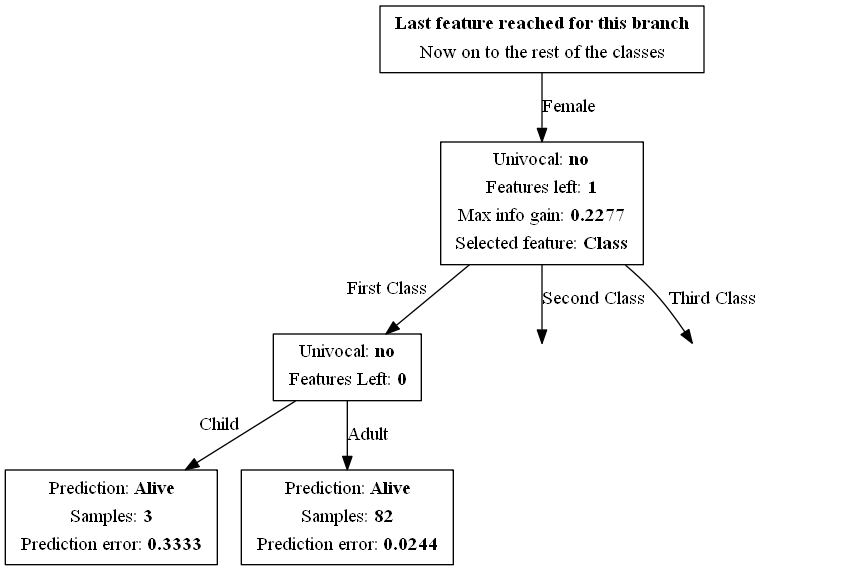 Last feature reached for this branch
Now on to the rest of the classes
Female
Univocal: no
Features left: 1
Max info gain: 0.2277
Selected feature: Class
First Class
Second Class
Third Class
Univocal: no
Features Left: 0
Child
Adult
Prediction: Alive
Samples: 3
Prediction error: 0.3333
Prediction: Alive
Samples: 82
Prediction error: 0.0244